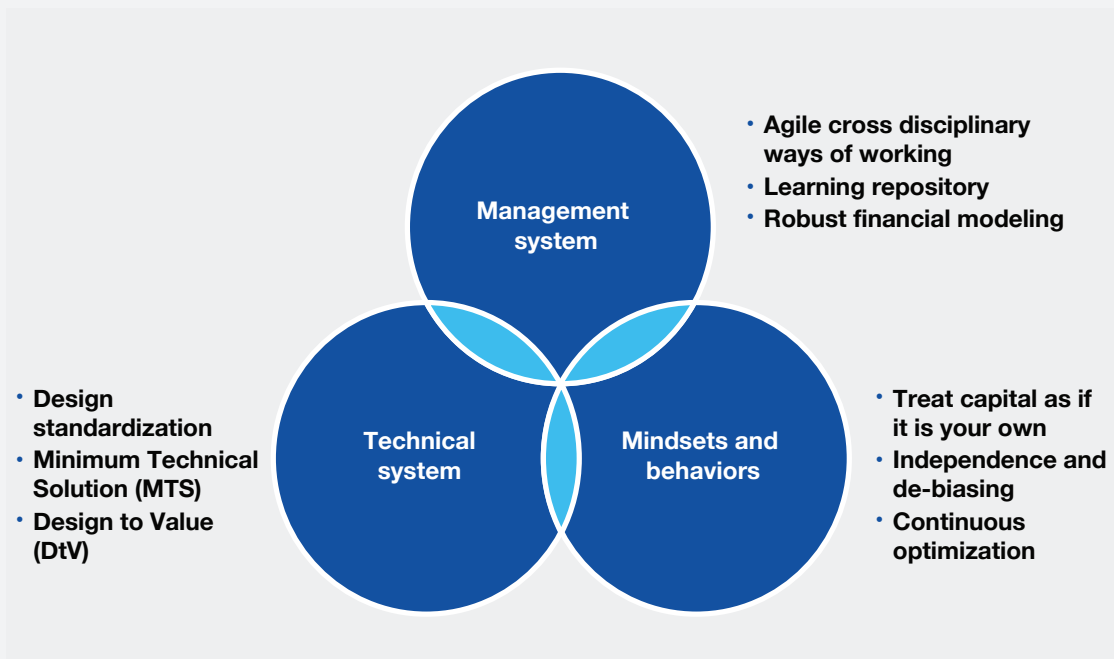 • Agile cross disciplinary
ways of working
• Learning repository
• Robust financial modeling
Management
system
• Design
standardization
• Minimum Technical
Solution (MTS)
• Design to Value
(DtV)
Technical
system
Mindsets and
behaviors
• Treat capital as if
it is your own
• Independence and
de-biasing
• Continuous
optimization